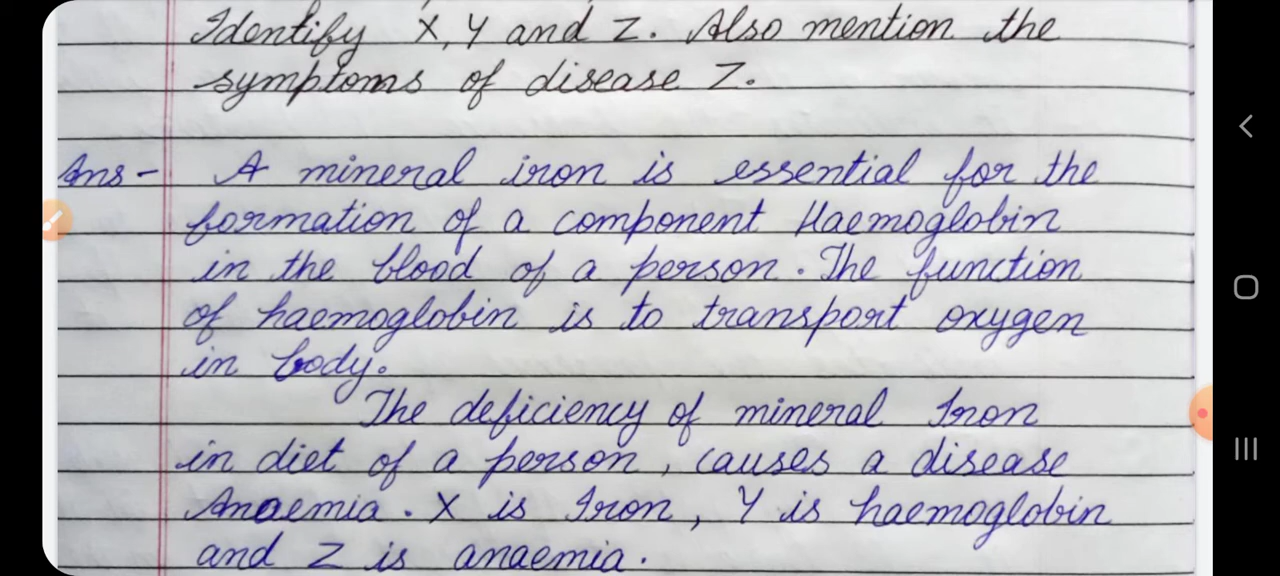 Identify X, Y and Z. Also mention the
symptoms of disease Z.
Ans - A mineral iron is essential for the
formation of a component Haemoglobin
in the blood of a person. The function
of haemoglobin is to transport oxygen
in body.
The deficiency of mineral Iron
in diet of a person, causes a disease
Anaemia. X is Iron, Y is haemoglobin
and Z is anaemia.